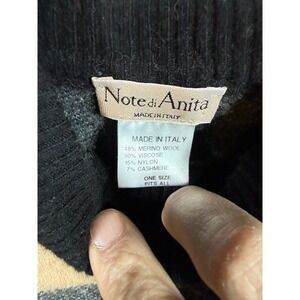 Note di Anita
MADE IN ITALY
MADE IN ITALY
48% MERINO WOOL
30% VISCOSE
15% NYLON
7% CASHMERE
ONE SIZE
FITS ALL